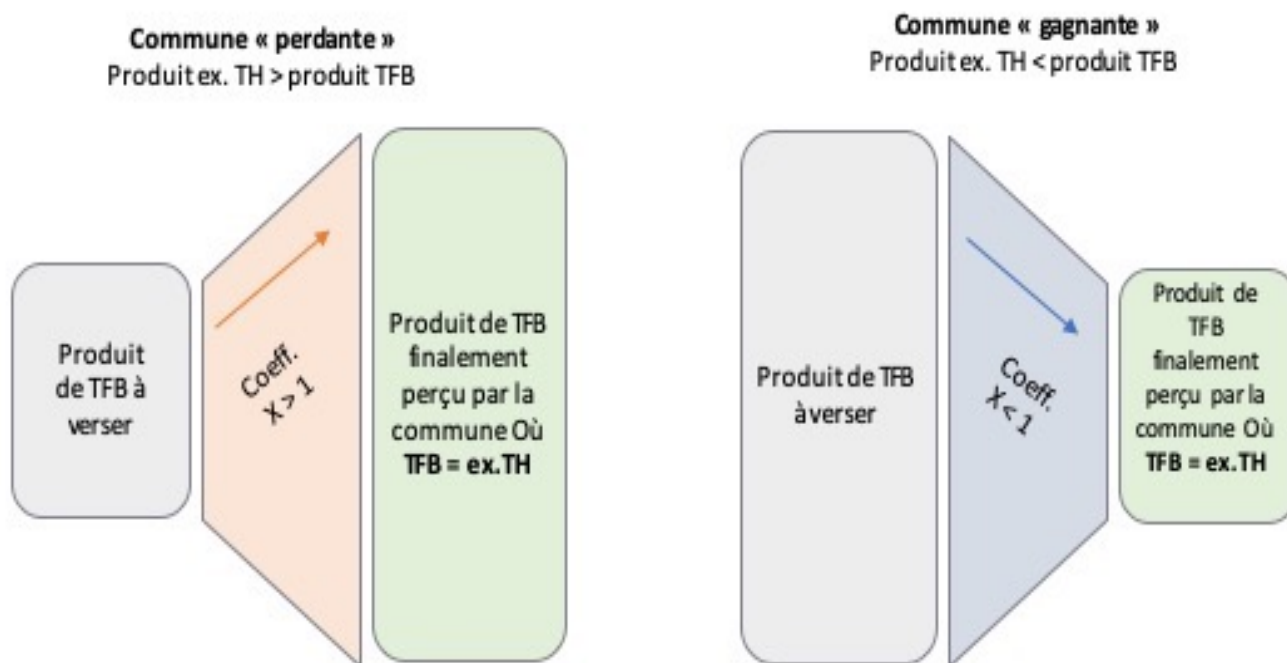 Commune « perdante »
Produit ex. TH > produit TFB
Produit
de TFB à
verser
Coeff.
X > 1
Produit de TFB
finalement
perçu par la
commune Où
TFB = ex.TH
Commune « gagnante »
Produit ex. TH < produit TFB
Produit de TFB
à verser
Coeff.
X < 1
Produit de
TFB
finalement
perçu par la
commune Où
TFB = ex.TH